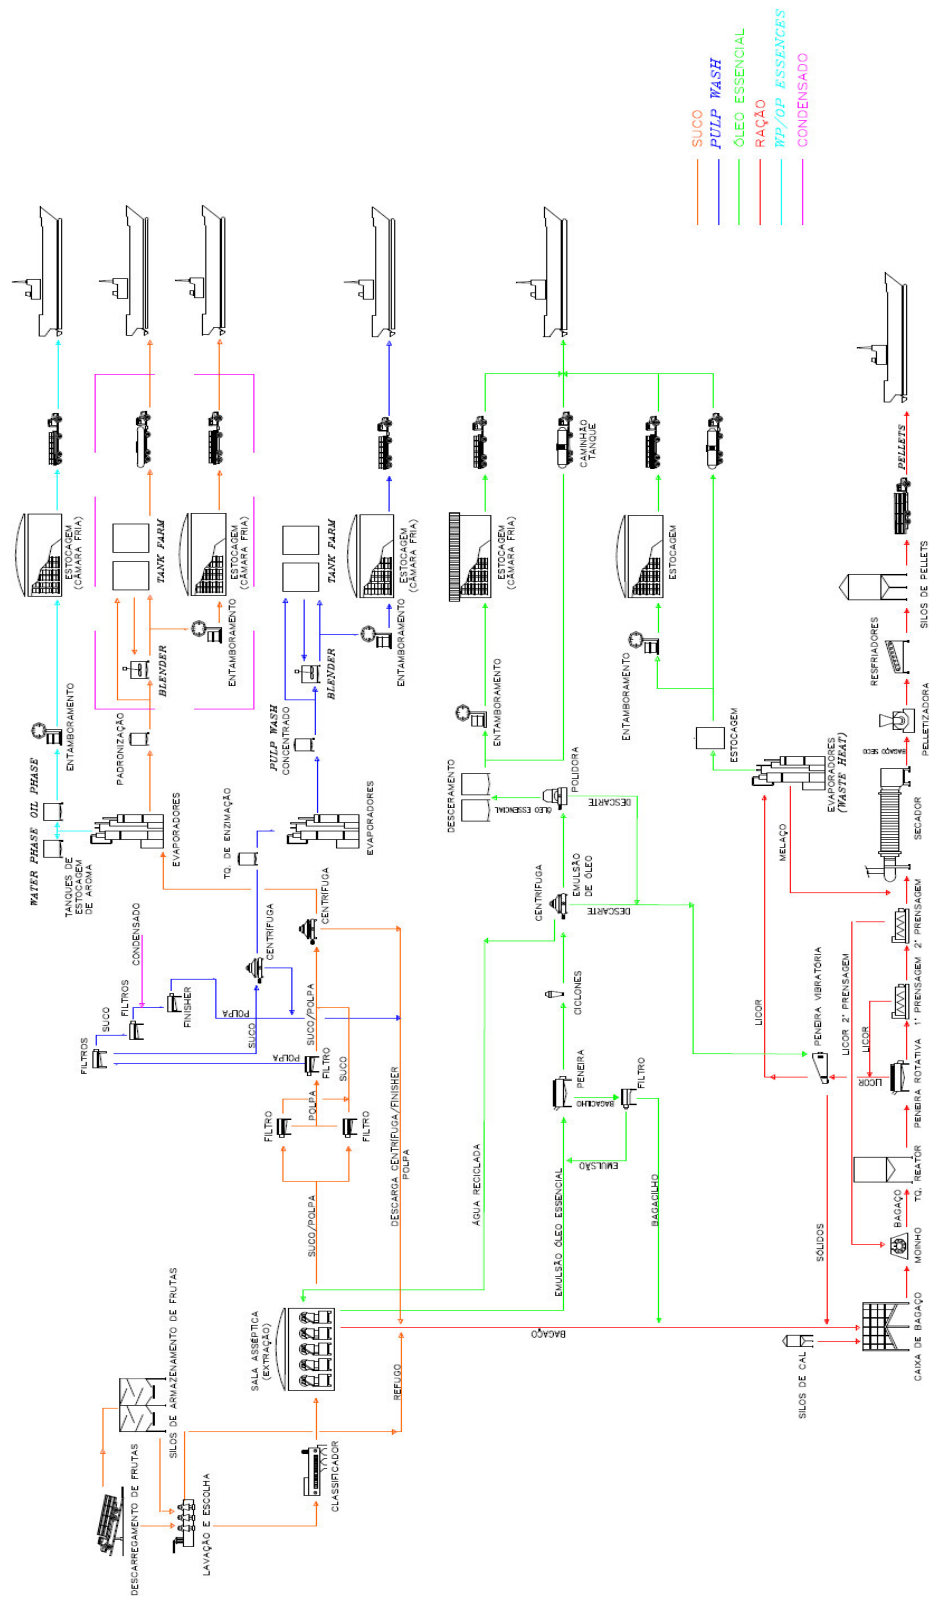 DESCARREGAMENTO DE FRUTAS
SILOS DE ARMAZENAMENTO DE FRUTAS
LAVAÇÃO E ESCOLHA
CLASSIFICADOR
REFUGO
SALA ASSÉPTICA
(EXTRAÇÃO)
SUCO/POLPA
FILTRO
FILTRO
POLPA
SUCO
FILTRO
POLPA
SUCO/POLPA
CENTRÍFUGA
DESCARGA CENTRÍFUGA/FINISHER
POLPA
FILTROS
SUCO
FILTROS
CONDENSADO
FINISHER
POLPA
SUCO
CENTRÍFUGA
TQ. DE ENZIMAÇÃO
EVAPORADORES
PULP WASH
CONCENTRADO
BLENDER
TANK FARM
ENTAMBORAMENTO
ESTOCAGEM
(CÂMARA FRIA)
WATER PHASE
OIL PHASE
TANQUES DE
ESTOCAGEM
DE AROMA
ENTAMBORAMENTO
ESTOCAGEM
(CÂMARA FRIA)
EVAPORADORES
PADRONIZAÇÃO
BLENDER
TANK FARM
ENTAMBORAMENTO
ESTOCAGEM
(CÂMARA FRIA)
ÁGUA RECICLADA
EMULSÃO ÓLEO ESSENCIAL
PENEIRA
BAGACILHO
FILTRO
EMULSÃO
BAGACILHO
CICLONES
CENTRÍFUGA
EMULSÃO
DE ÓLEO
DESCARTE
POLIDORA
DESCARTE
ÓLEO ESSENCIAL
DESCERAMENTO
ENTAMBORAMENTO
ESTOCAGEM
(CÂMARA FRIA)
CAMINHÃO
TANQUE
ESTOCAGEM
ENTAMBORAMENTO
ESTOCAGEM
BAGAÇO
SILOS DE CAL
CAIXA DE BAGAÇO
SÓLIDOS
MOINHO
BAGAÇO
TQ. REATOR
PENEIRA ROTATIVA
LICOR
PENEIRA VIBRATÓRIA
LICOR
LICOR
LICOR 2ª PRENSAGEM
1ª PRENSAGEM
2ª PRENSAGEM
MELAÇO
EVAPORADORES
(WASTE HEAT)
SECADOR
BAGAÇO SECO
PELLETIZADORA
RESFRIADORES
SILOS DE PELLETS
PELLETS
SUCO
PULP WASH
ÓLEO ESSENCIAL
RAÇÃO
WP/OP ESSENCES
CONDENSADO